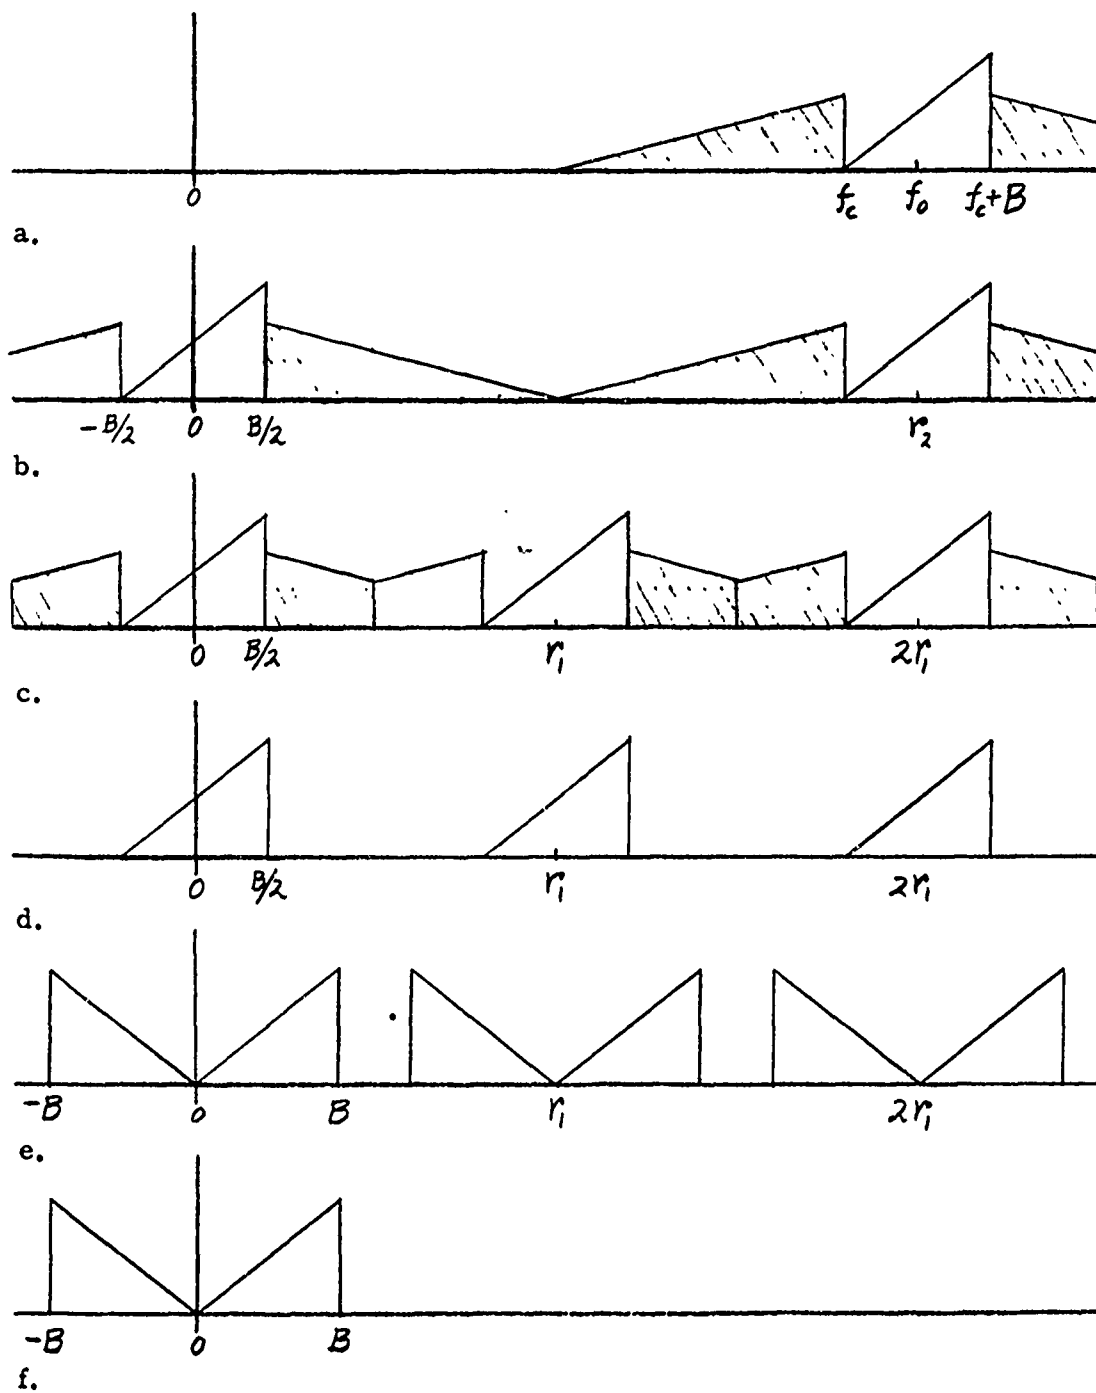 0 f_c f_0 f_c+B
a.
-B/2 0 B/2 r_2
b.
0 B/2 r_1 2r_1
c.
0 B/2 r_1 2r_1
d.
-B 0 B r_1 2r_1
e.
-B 0 B
f.